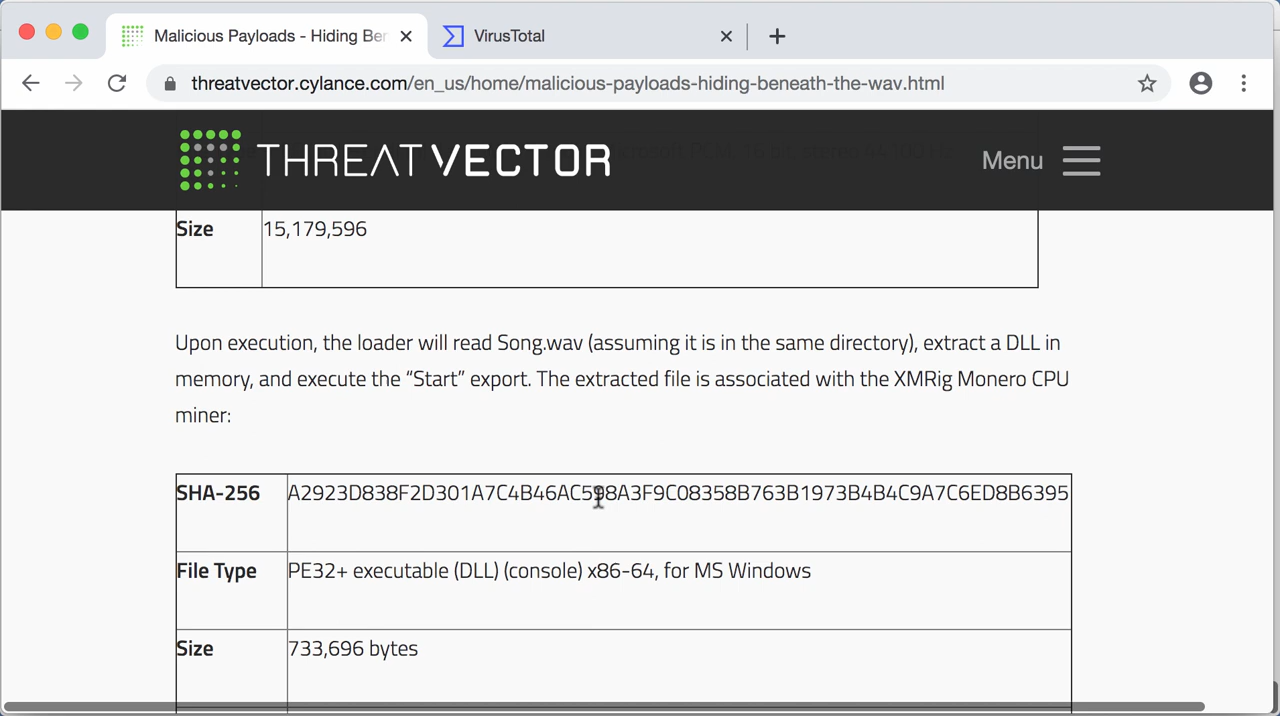 Malicious Payloads - Hiding Ber
VirusTotal
threatvector.cylance.com/en_us/home/malicious-payloads-hiding-beneath-the-wav.html
THREATVECTOR
Menu
Size 15,179,596
Upon execution, the loader will read Song.wav (assuming it is in the same directory), extract a DLL in
memory, and execute the “Start” export. The extracted file is associated with the XMRig Monero CPU
miner:
SHA-256 A2923D838F2D301A7C4B46AC598A3F9C08358B763B1973B4B4C9A7C6ED8B6395
File Type PE32+ executable (DLL) (console) x86-64, for MS Windows
Size 733,696 bytes